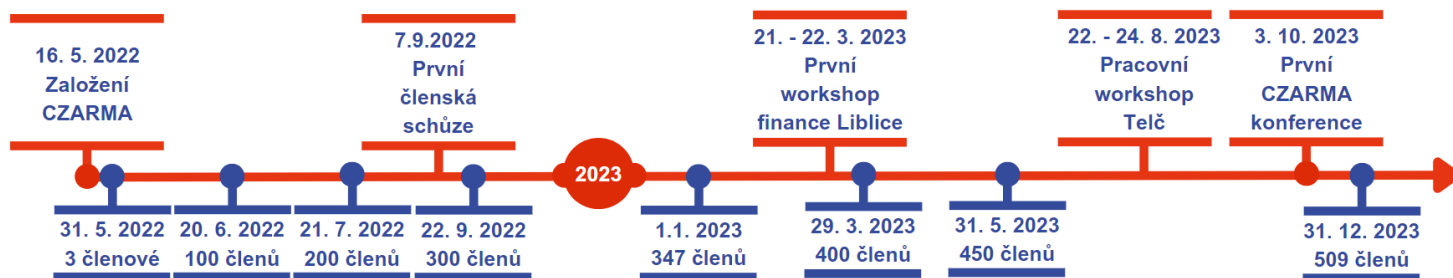 16. 5. 2022
Založení
CZARMA
7.9.2022
První
členská
schůze
21. - 22. 3. 2023
První
workshop
finance Liblice
22. - 24. 8. 2023
Pracovní
workshop
Telč
3. 10. 2023
První
CZARMA
konference
2023
31. 5. 2022
3 členové
20. 6. 2022
100 členů
21. 7. 2022
200 členů
22. 9. 2022
300 členů
1.1. 2023
347 členů
29. 3. 2023
400 členů
31. 5. 2023
450 členů
31. 12. 2023
509 členů